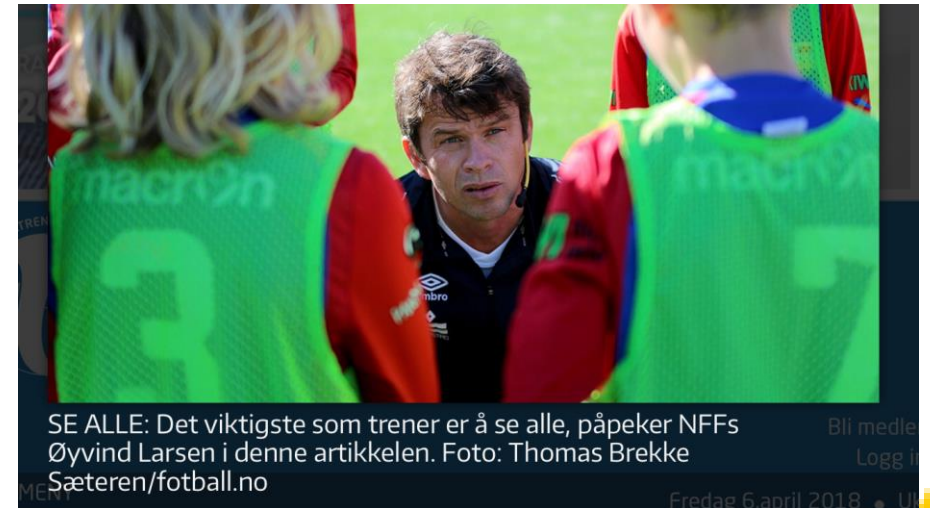 macron
macron
3
7
umbro
SE ALLE: Det viktigste som trener er å se alle, påpeker NFFs
Øyvind Larsen i denne artikkelen. Foto: Thomas Brekke
Sæteren/fotball.no
Bli medle
Logg i
MENY
Fredag 6.april 2018 •